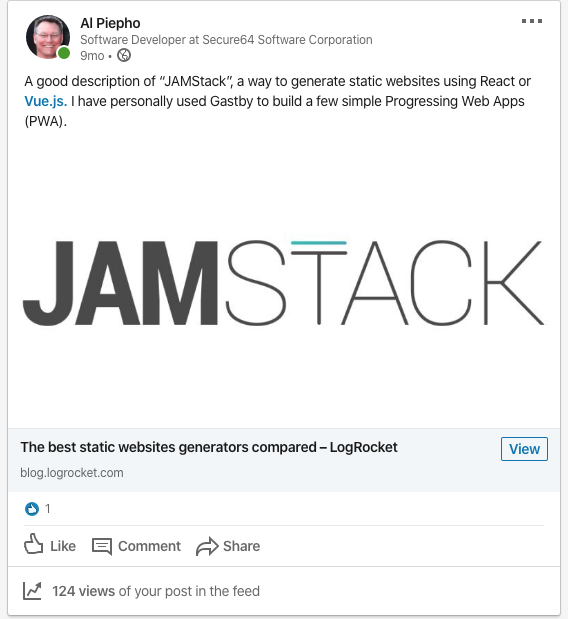 Al Piepho
Software Developer at Secure64 Software Corporation
9mo •
A good description of “JAMStack”, a way to generate static websites using React or
Vue.js. I have personally used Gastby to build a few simple Progressing Web Apps
(PWA).
JAMSTACK
The best static websites generators compared – LogRocket
View
blog.logrocket.com
1
Like
Comment
Share
124 views of your post in the feed